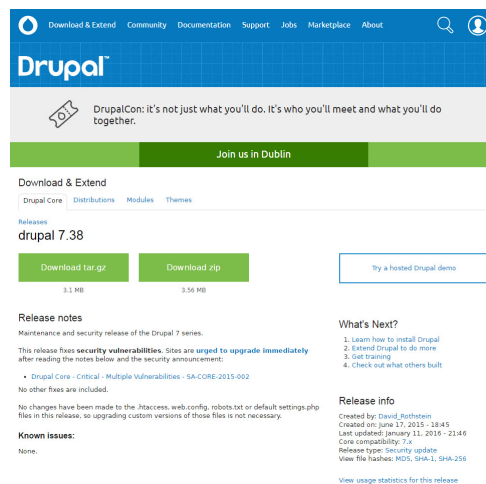 Download & Extend Community Documentation Support Jobs Marketplace About
Drupal™
DrupalCon: it's not just what you'll do. It's who you'll meet and what you'll do
together.
Join us in Dublin
Download & Extend
Drupal Core Distributions Modules Themes
Releases
drupal 7.38
Download tar.gz Download zip
3.1 MB 3.56 MB
Try a hosted Drupal demo
Release notes
Maintenance and security release of the Drupal 7 series.
This release fixes security vulnerabilities. Sites are urged to upgrade immediately
after reading the notes below and the security announcement:
• Drupal Core - Critical - Multiple Vulnerabilities - SA-CORE-2015-002
No other fixes are included.
No changes have been made to the .htaccess, web.config, robots.txt or default settings.php
files in this release, so upgrading custom versions of those files is not necessary.
Known issues:
None.
What's Next?
1. Learn how to install Drupal
2. Extend Drupal to do more
3. Get training
4. Check out what others built
Release info
Created by: David_Rothstein
Created on: June 17, 2015 - 18:45
Last updated: January 11, 2016 - 21:46
Core compatibility: 7.x
Release type: Security update
View file hashes: MD5, SHA-1, SHA-256
View usage statistics for this release